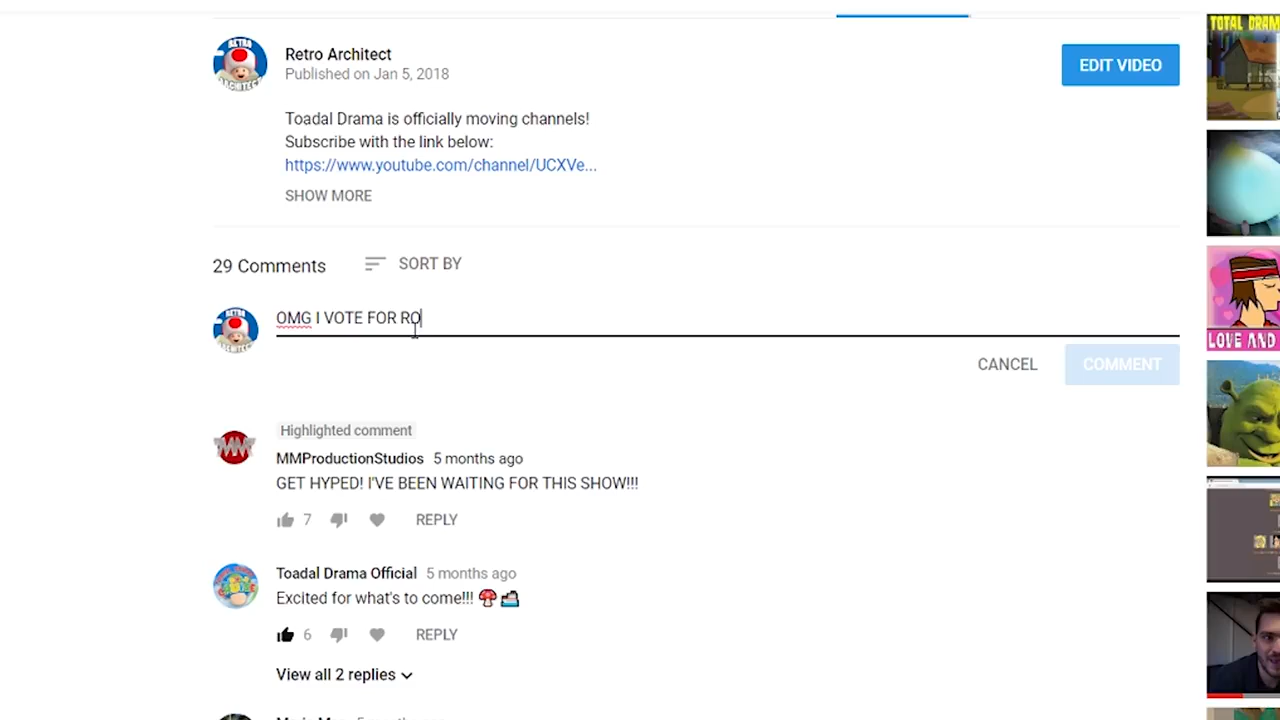 Retro Architect
Published on Jan 5, 2018
EDIT VIDEO
Toadal Drama is officially moving channels!
Subscribe with the link below:
https://www.youtube.com/channel/UCXVe...
SHOW MORE
29 Comments
SORT BY
OMG I VOTE FOR RO
CANCEL
COMMENT
Highlighted comment
MMProductionStudios 5 months ago
GET HYPED! I'VE BEEN WAITING FOR THIS SHOW!!!
7
REPLY
Toadal Drama Official 5 months ago
Excited for what's to come!!! 🍄🚢
6
REPLY
View all 2 replies
TOTAL DRAM
LOVE AND
RETRO
ARCHITECT